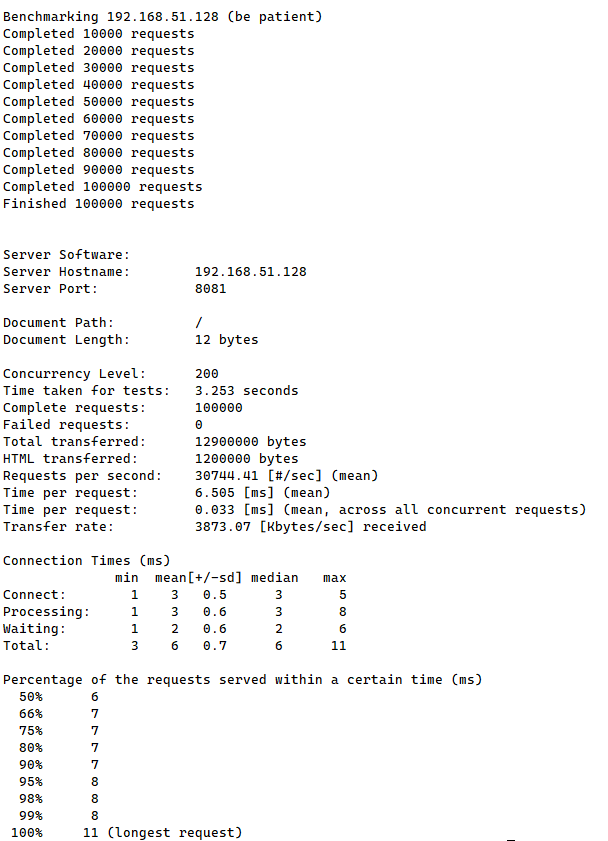 Benchmarking 192.168.51.128 (be patient)
Completed 10000 requests
Completed 20000 requests
Completed 30000 requests
Completed 40000 requests
Completed 50000 requests
Completed 60000 requests
Completed 70000 requests
Completed 80000 requests
Completed 90000 requests
Completed 100000 requests
Finished 100000 requests
Server Software:
Server Hostname:        192.168.51.128
Server Port:            8081
Document Path:          /
Document Length:        12 bytes
Concurrency Level:      200
Time taken for tests:   3.253 seconds
Complete requests:      100000
Failed requests:        0
Total transferred:      12900000 bytes
HTML transferred:       1200000 bytes
Requests per second:    30744.41 [#/sec] (mean)
Time per request:       6.505 [ms] (mean)
Time per request:       0.033 [ms] (mean, across all concurrent requests)
Transfer rate:          3873.07 [Kbytes/sec] received
Connection Times (ms)
              min  mean[+/-sd] median   max
Connect:        1    3   0.5      3       5
Processing:     1    3   0.6      3       8
Waiting:        1    2   0.6      2       6
Total:          3    6   0.7      6      11
Percentage of the requests served within a certain time (ms)
  50%      6
  66%      7
  75%      7
  80%      7
  90%      7
  95%      8
  98%      8
  99%      8
 100%     11 (longest request)